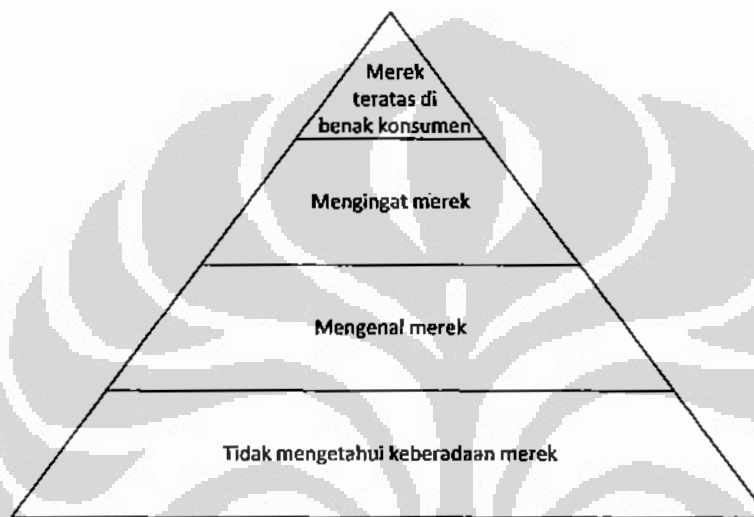 Merek
teratas di
benak konsumen
Mengingat merek
Mengenal merek
Tidak mengetahui keberadaan merek